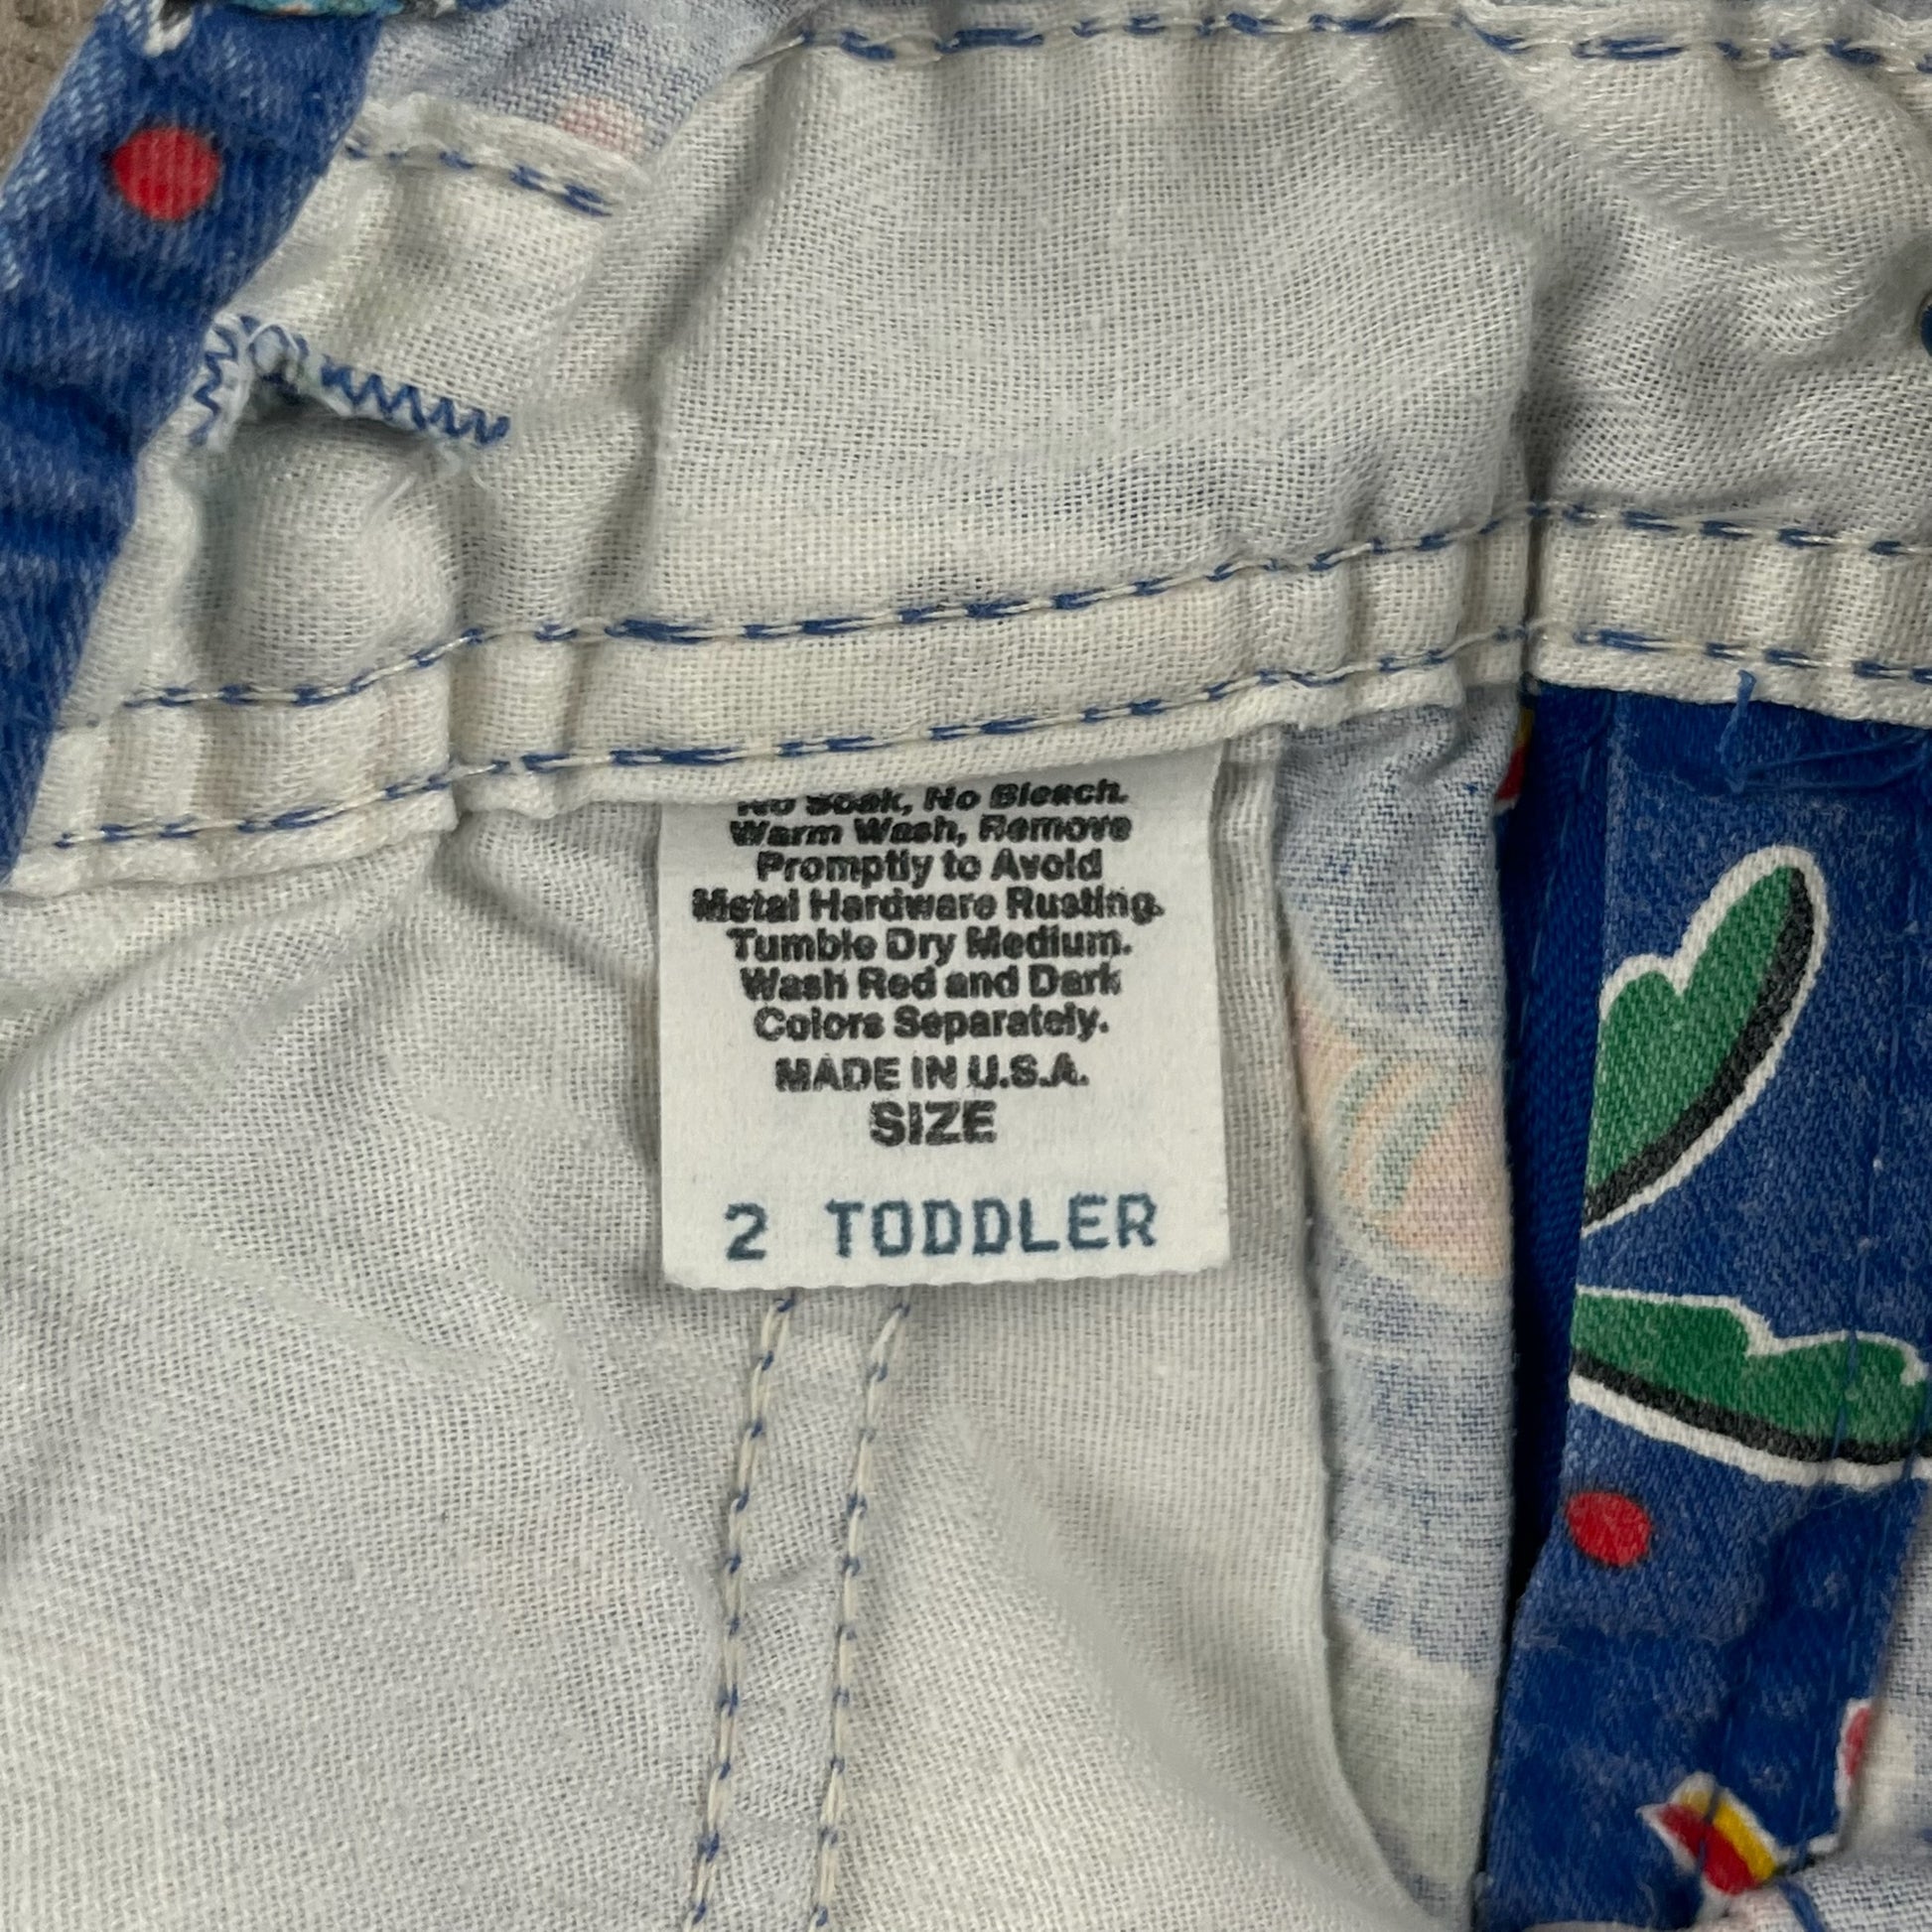 No Soak, No Bleach.
Warm Wash, Remove
Promptly to Avoid
Metal Hardware Rusting.
Tumble Dry Medium.
Wash Red and Dark
Colors Separately.
MADE IN U.S.A.
SIZE
2 TODDLER